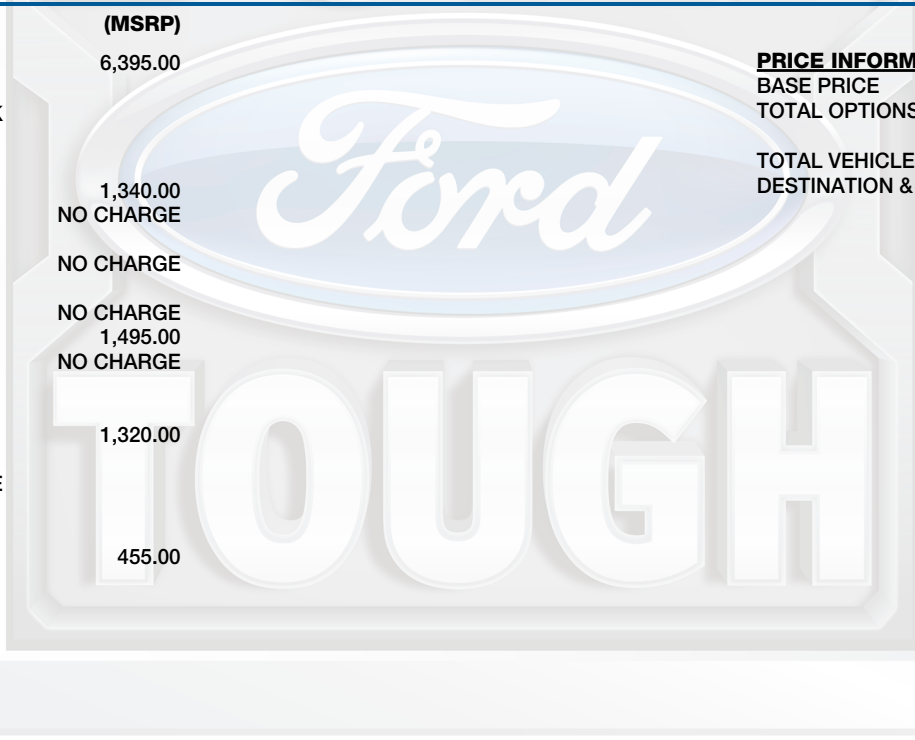 (MSRP)
6,395.00
1,340.00
NO CHARGE
NO CHARGE
NO CHARGE
1,495.00
NO CHARGE
1,320.00
455.00
PRICE INFORM
BASE PRICE
TOTAL OPTIONS
TOTAL VEHICLE
DESTINATION &
Ford
TOUGH